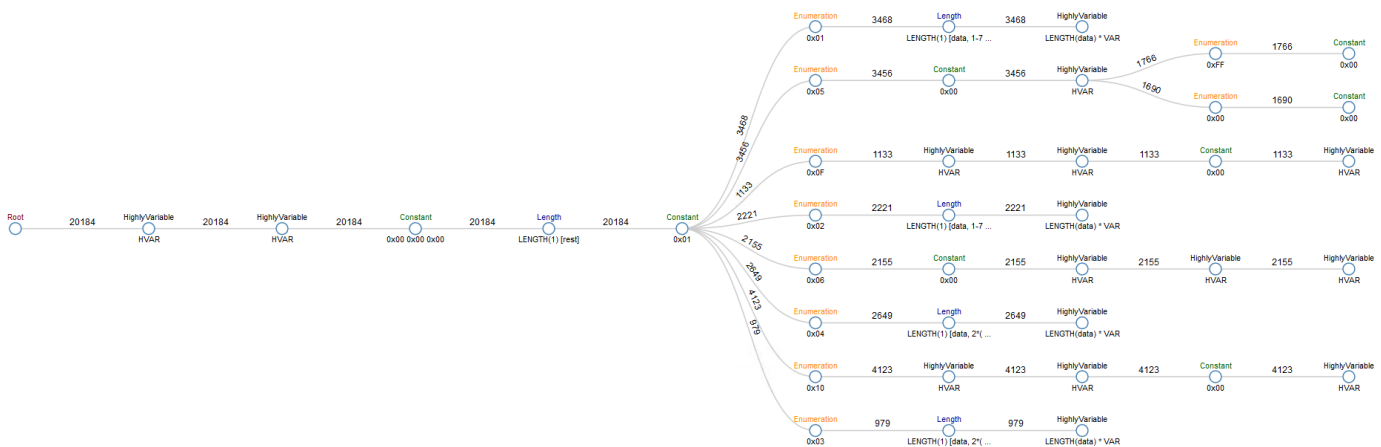 Enumeration 3468 Length 3468 HighlyVariable
0x01 LENGTH(1) [data, 1-7 ... LENGTH(data) * VAR
Enumeration 1766 Constant
1766
0xFF 0x00
Enumeration 3456 Constant 3456 HighlyVariable
0x05 0x00 HVAR
1690
Enumeration 1690 Constant
0x00 0x00
3468
3456
Enumeration 1133 HighlyVariable 1133 HighlyVariable 1133 Constant 1133 HighlyVariable
0x0F HVAR HVAR 0x00 HVAR
1133
Enumeration 2221 Length 2221 HighlyVariable
0x02 LENGTH(1) [data, 1-7 ... LENGTH(data) * VAR
2221
Root 20184 HighlyVariable 20184 HighlyVariable 20184 Constant 20184 Length 20184 Constant
HVAR HVAR 0x00 0x00 0x00 LENGTH(1) [rest] 0x01
2155
Enumeration 2155 Constant 2155 HighlyVariable 2155 HighlyVariable 2155 HighlyVariable
0x06 0x00 HVAR HVAR HVAR
2649
4123
979
Enumeration 2649 Length 2649 HighlyVariable
0x04 LENGTH(1) [data, 2*( ... LENGTH(data) * VAR
Enumeration 4123 HighlyVariable 4123 HighlyVariable 4123 Constant 4123 HighlyVariable
0x10 HVAR HVAR 0x00 HVAR
Enumeration 979 Length 979 HighlyVariable
0x03 LENGTH(1) [data, 2*( ... LENGTH(data) * VAR